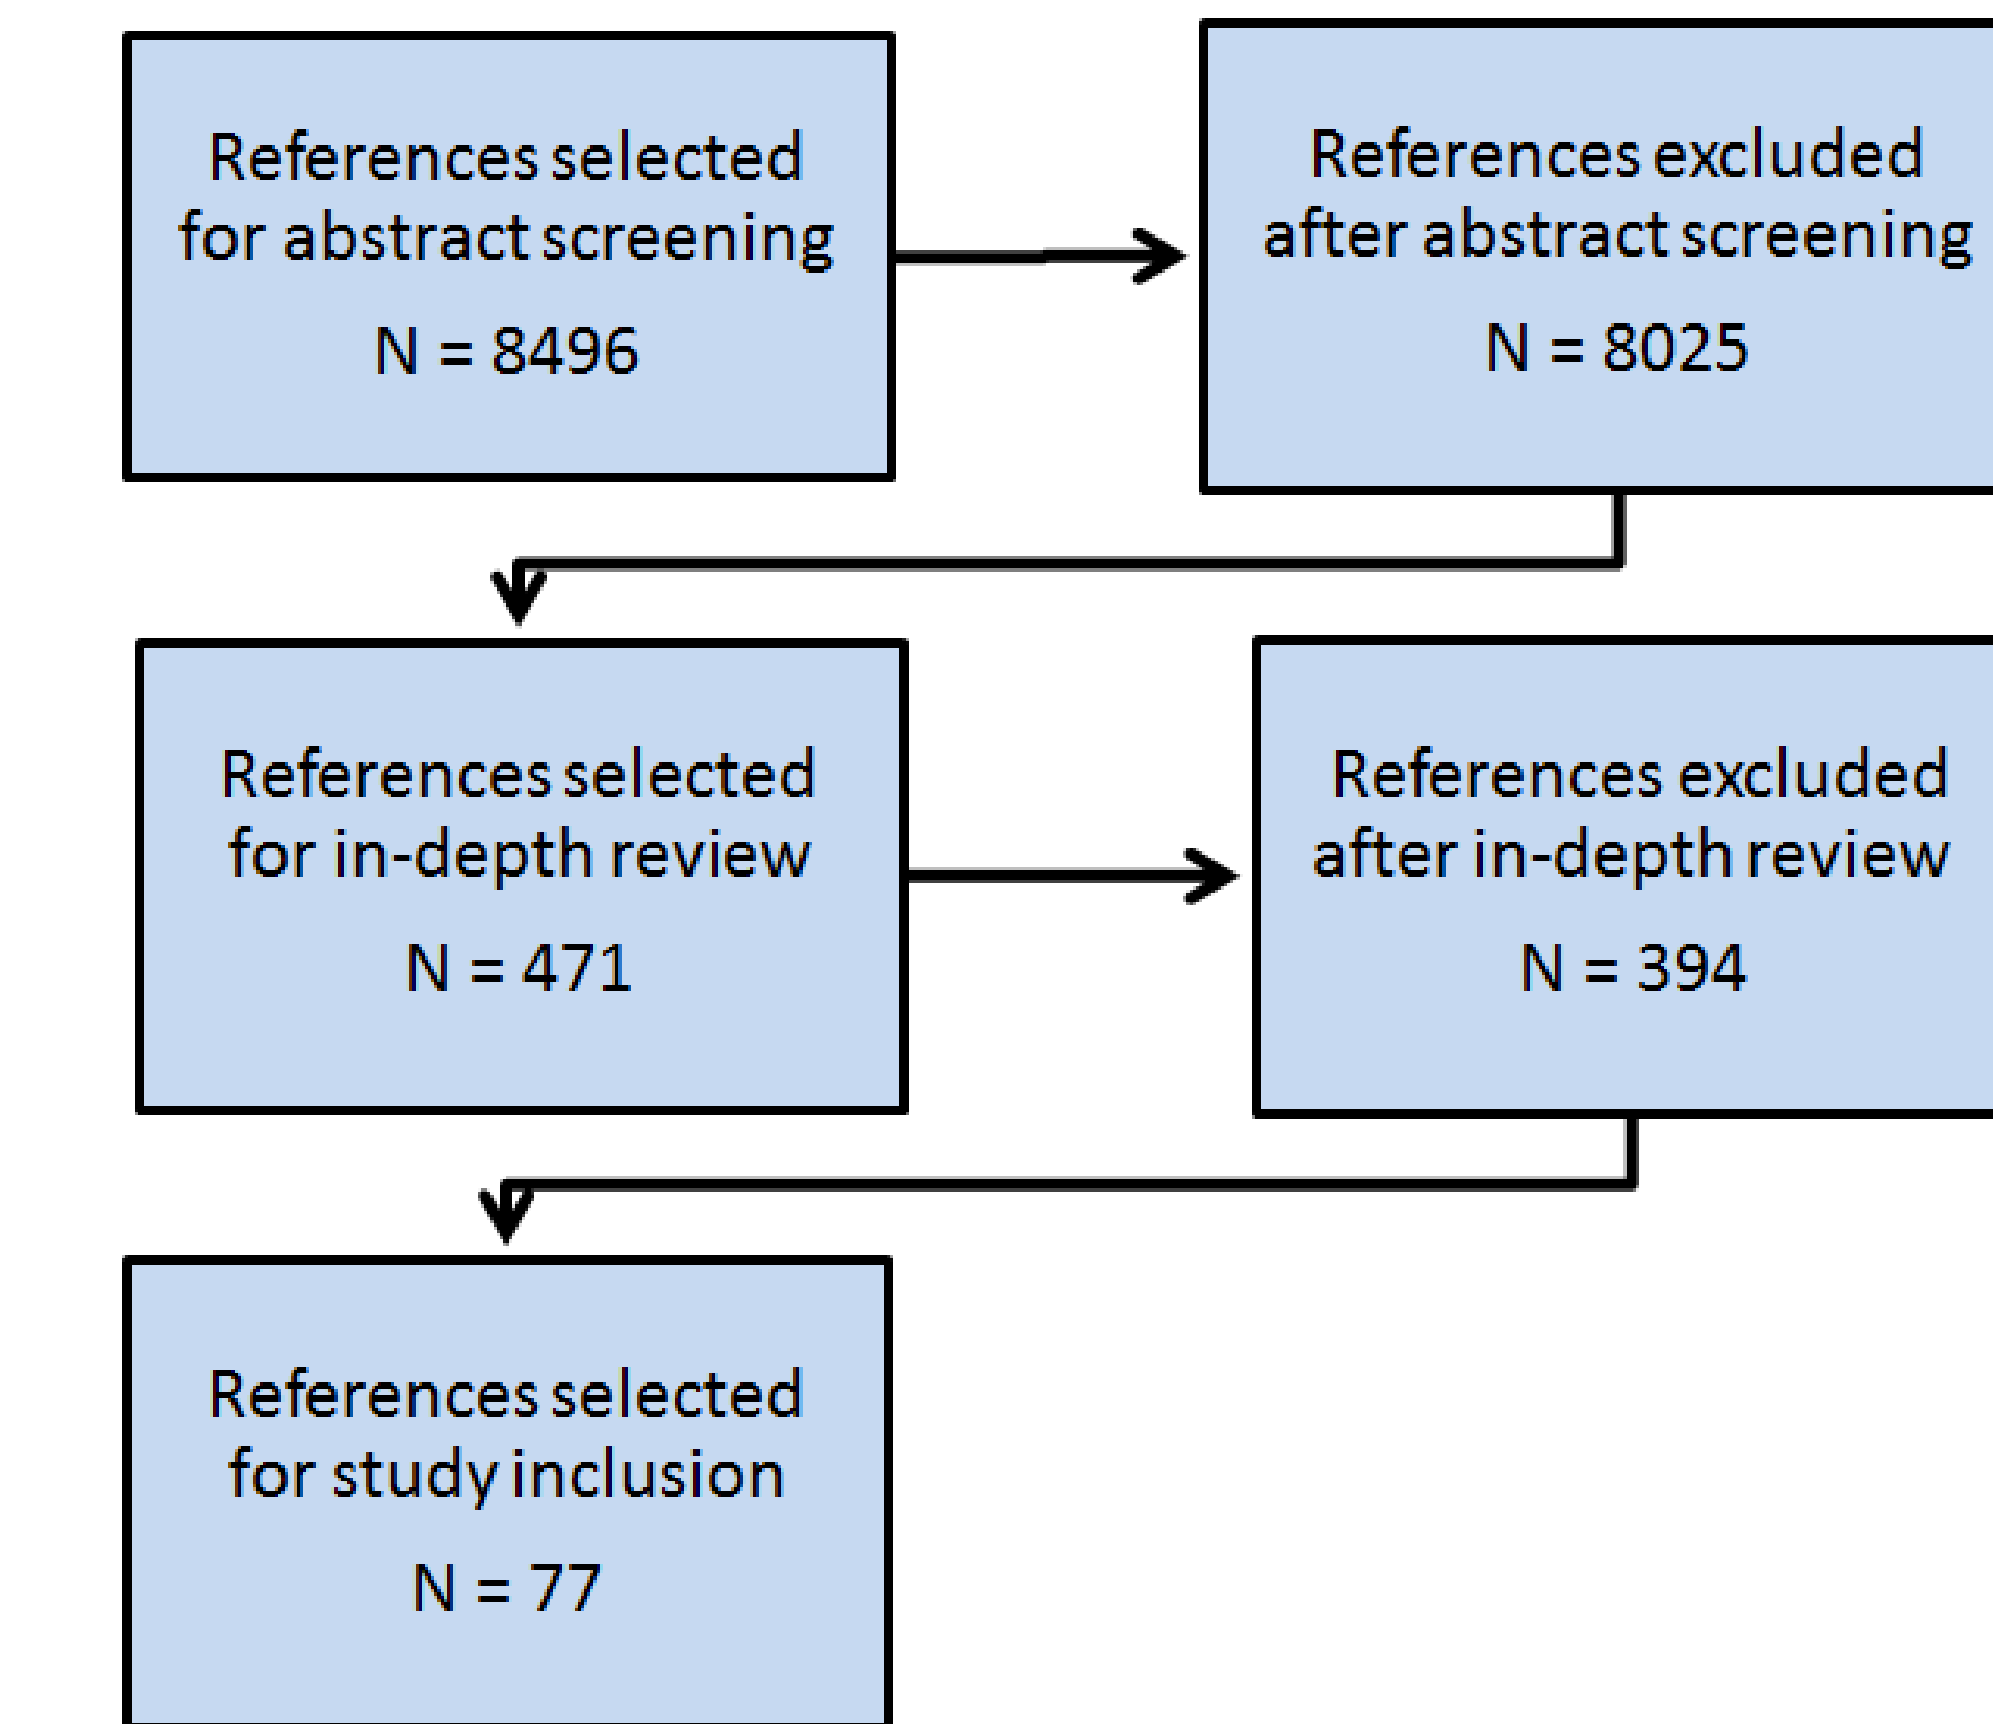 References selected
for abstract screening
N = 8496
References excluded
after abstract screening
N = 8025
References selected
for in-depth review
N = 471
References excluded
after in-depth review
N = 394
References selected
for study inclusion
N = 77